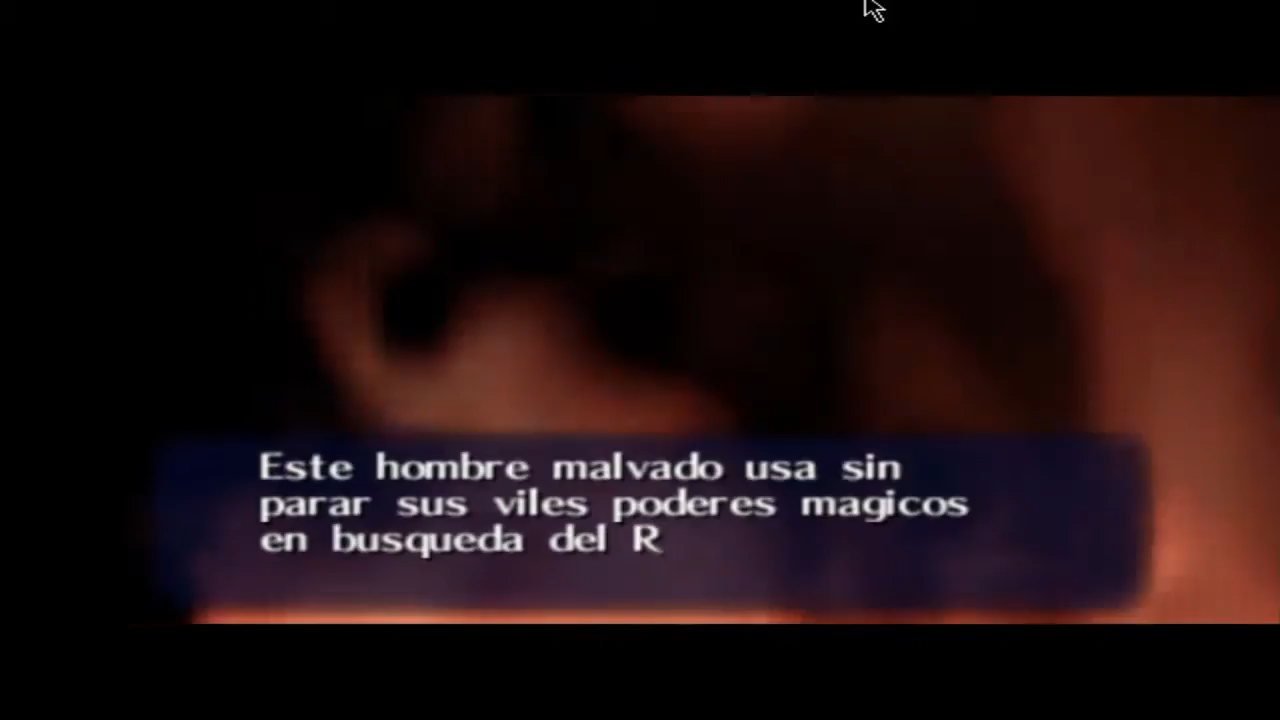 Este hombre malvado usa sin
parar sus viles poderes magicos
en busqueda del R